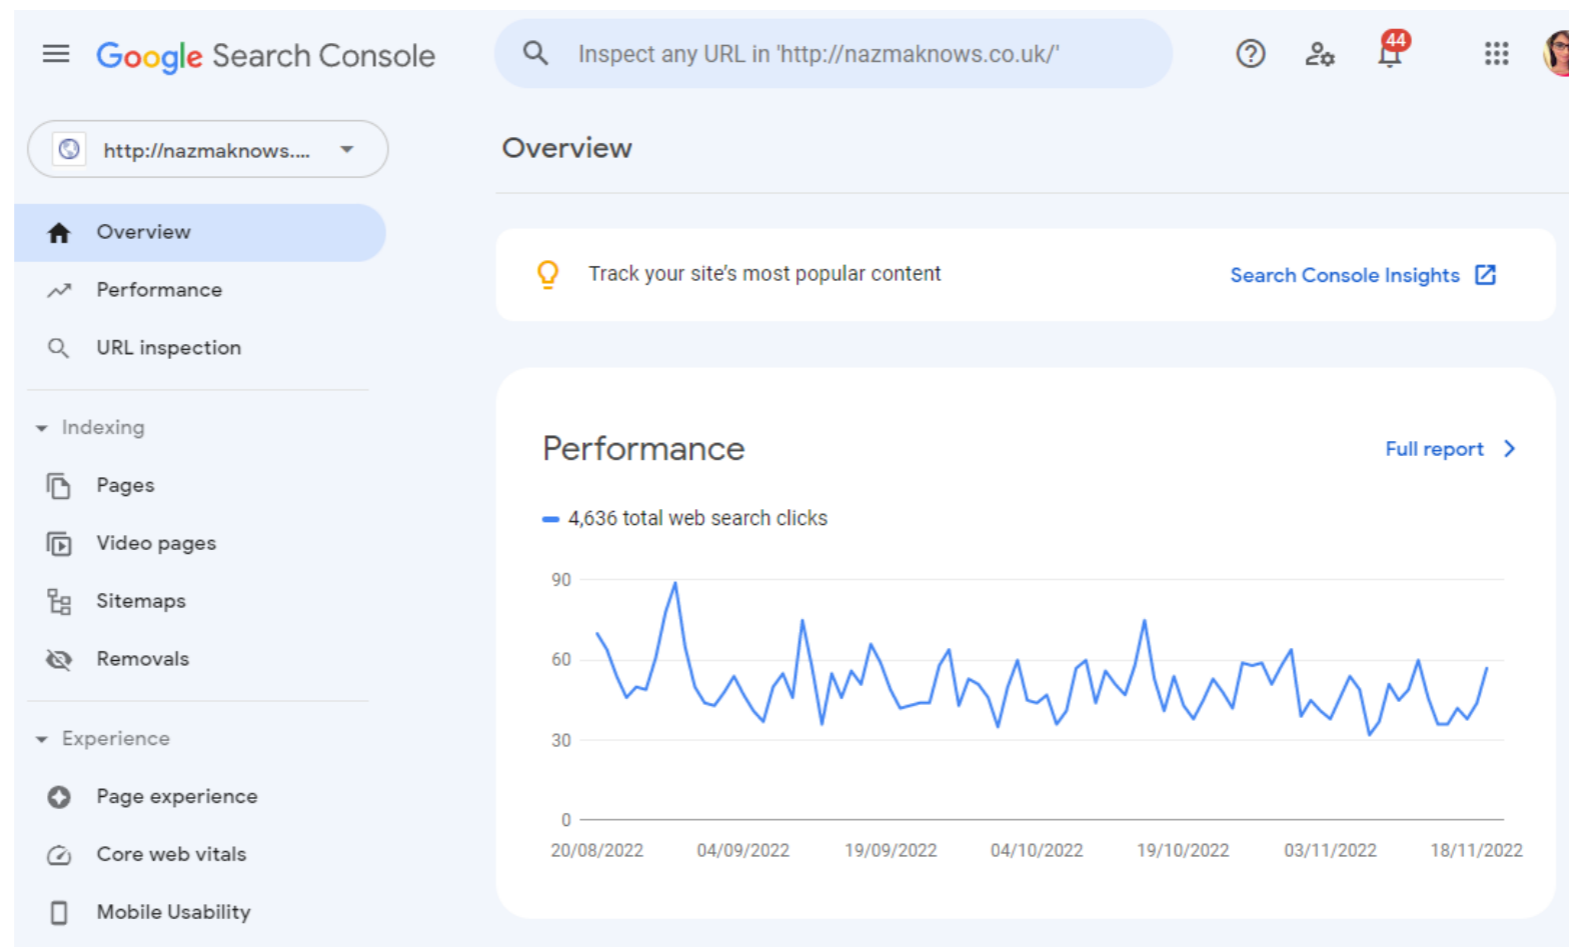 Google Search Console
Inspect any URL in 'http://nazmaknows.co.uk/'
44
http://nazmaknows....
Overview
Performance
URL inspection
Indexing
Pages
Video pages
Sitemaps
Removals
Experience
Page experience
Core web vitals
Mobile Usability
Overview
Track your site's most popular content
Search Console Insights
Performance
Full report
4,636 total web search clicks
90
60
30
0
20/08/2022 04/09/2022 19/09/2022 04/10/2022 19/10/2022 03/11/2022 18/11/2022